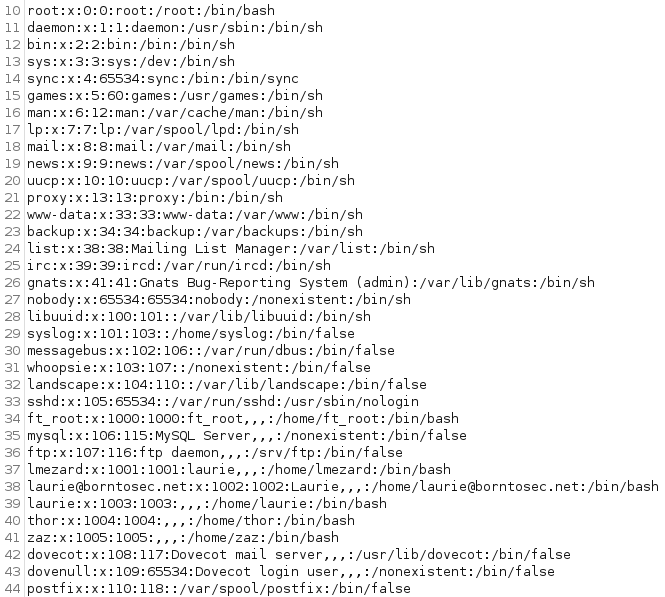 10 root:x:0:0:root:/root:/bin/bash
11 daemon:x:1:1:daemon:/usr/sbin:/bin/sh
12 bin:x:2:2:bin:/bin:/bin/sh
13 sys:x:3:3:sys:/dev:/bin/sh
14 sync:x:4:65534:sync:/bin:/bin/sync
15 games:x:5:60:games:/usr/games:/bin/sh
16 man:x:6:12:man:/var/cache/man:/bin/sh
17 lp:x:7:7:lp:/var/spool/lpd:/bin/sh
18 mail:x:8:8:mail:/var/mail:/bin/sh
19 news:x:9:9:news:/var/spool/news:/bin/sh
20 uucp:x:10:10:uucp:/var/spool/uucp:/bin/sh
21 proxy:x:13:13:proxy:/bin:/bin/sh
22 www-data:x:33:33:www-data:/var/www:/bin/sh
23 backup:x:34:34:backup:/var/backups:/bin/sh
24 list:x:38:38:Mailing List Manager:/var/list:/bin/sh
25 irc:x:39:39:ircd:/var/run/ircd:/bin/sh
26 gnats:x:41:41:Gnats Bug-Reporting System (admin):/var/lib/gnats:/bin/sh
27 nobody:x:65534:65534:nobody:/nonexistent:/bin/sh
28 libuuid:x:100:101::/var/lib/libuuid:/bin/sh
29 syslog:x:101:103::/home/syslog:/bin/false
30 messagebus:x:102:106::/var/run/dbus:/bin/false
31 whoopsie:x:103:107::/nonexistent:/bin/false
32 landscape:x:104:110::/var/lib/landscape:/bin/false
33 sshd:x:105:65534::/var/run/sshd:/usr/sbin/nologin
34 ft_root:x:1000:1000:ft_root,,,:/home/ft_root:/bin/bash
35 mysql:x:106:115:MySQL Server,,,:/nonexistent:/bin/false
36 ftp:x:107:116:ftp daemon,,,:/srv/ftp:/bin/false
37 lmezard:x:1001:1001:laurie,,,:/home/lmezard:/bin/bash
38 laurie@borntosec.net:x:1002:1002:Laurie,,,:/home/laurie@borntosec.net:/bin/bash
39 laurie:x:1003:1003:,,,:/home/laurie:/bin/bash
40 thor:x:1004:1004:,,,:/home/thor:/bin/bash
41 zaz:x:1005:1005:,,,:/home/zaz:/bin/bash
42 dovecot:x:108:117:Dovecot mail server,,,:/usr/lib/dovecot:/bin/false
43 dovenull:x:109:65534:Dovecot login user,,,:/nonexistent:/bin/false
44 postfix:x:110:118::/var/spool/postfix:/bin/false